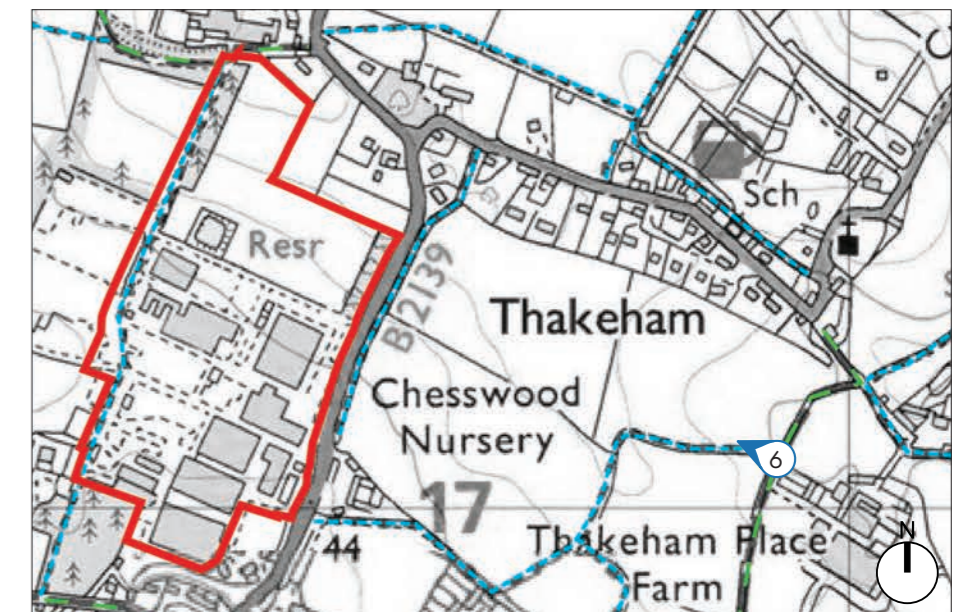 Resr
Sch
B2139
Thakeham
Chesswood
Nursery
6
17
44
Thakeham Place
Farm
N